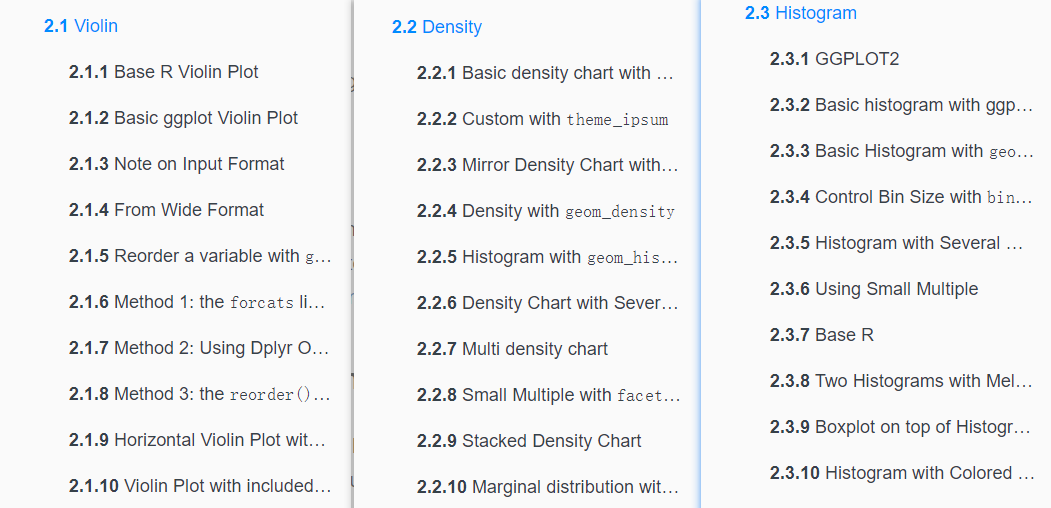 2.1 Violin
2.1.1 Base R Violin Plot
2.1.2 Basic ggplot Violin Plot
2.1.3 Note on Input Format
2.1.4 From Wide Format
2.1.5 Reorder a variable with g...
2.1.6 Method 1: the forcats li...
2.1.7 Method 2: Using Dplyr O...
2.1.8 Method 3: the reorder()...
2.1.9 Horizontal Violin Plot wit...
2.1.10 Violin Plot with included...
2.2 Density
2.2.1 Basic density chart with ...
2.2.2 Custom with theme_ipsum
2.2.3 Mirror Density Chart with...
2.2.4 Density with geom_density
2.2.5 Histogram with geom_his...
2.2.6 Density Chart with Sever...
2.2.7 Multi density chart
2.2.8 Small Multiple with facet...
2.2.9 Stacked Density Chart
2.2.10 Marginal distribution wit...
2.3 Histogram
2.3.1 GGPLOT2
2.3.2 Basic histogram with ggp...
2.3.3 Basic Histogram with geo...
2.3.4 Control Bin Size with bin...
2.3.5 Histogram with Several ...
2.3.6 Using Small Multiple
2.3.7 Base R
2.3.8 Two Histograms with Mel...
2.3.9 Boxplot on top of Histogr...
2.3.10 Histogram with Colored ...